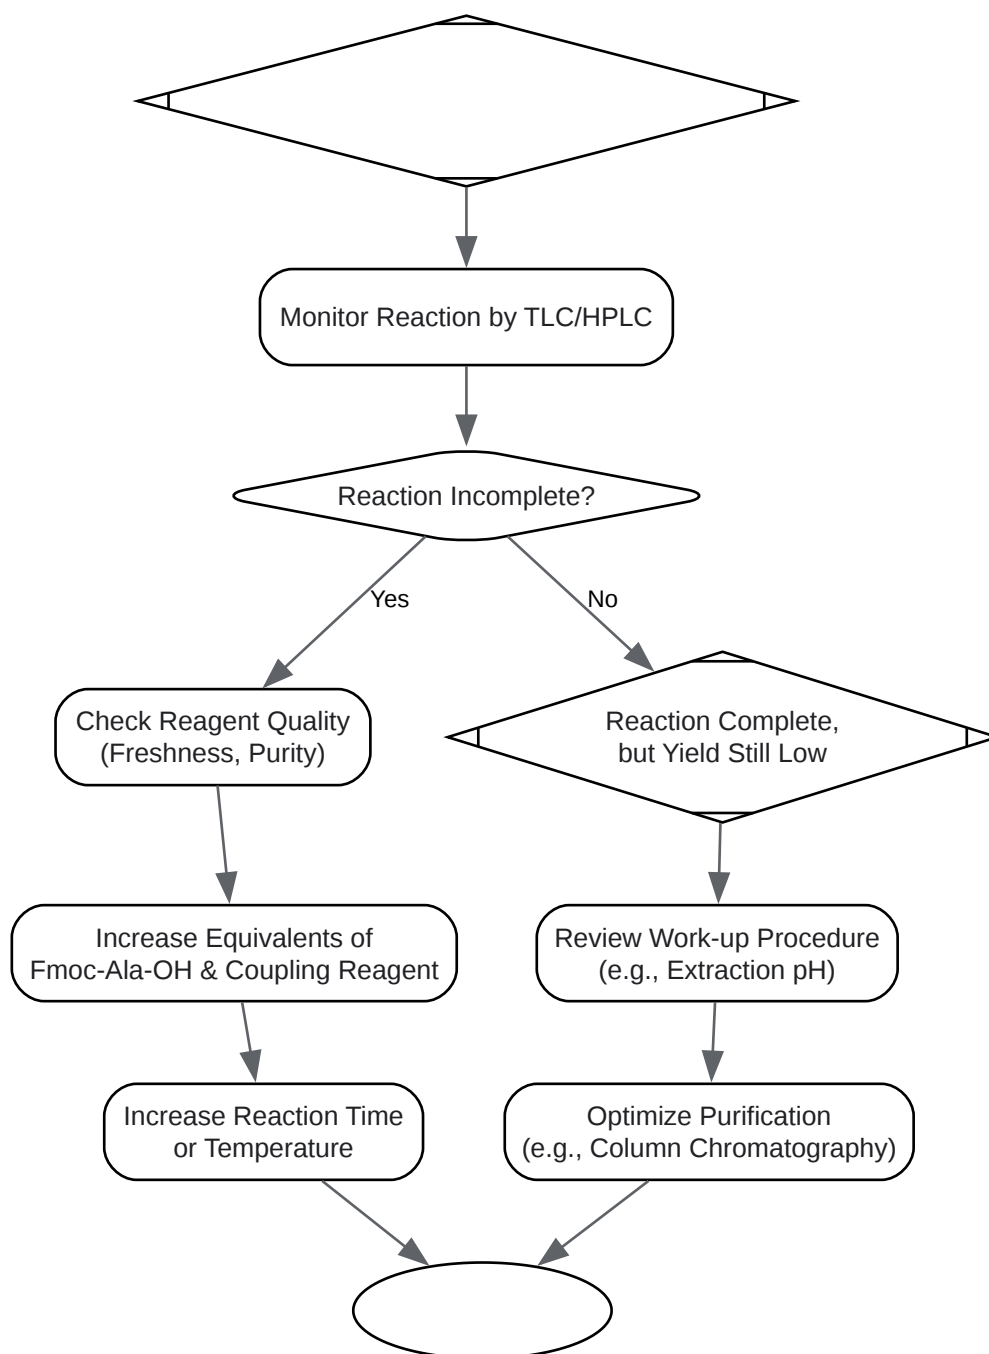 Monitor Reaction by TLC/HPLC
Reaction Incomplete?
Yes
No
Check Reagent Quality
(Freshness, Purity)
Reaction Complete,
but Yield Still Low
Increase Equivalents of
Fmoc-Ala-OH & Coupling Reagent
Review Work-up Procedure
(e.g., Extraction pH)
Increase Reaction Time
or Temperature
Optimize Purification
(e.g., Column Chromatography)